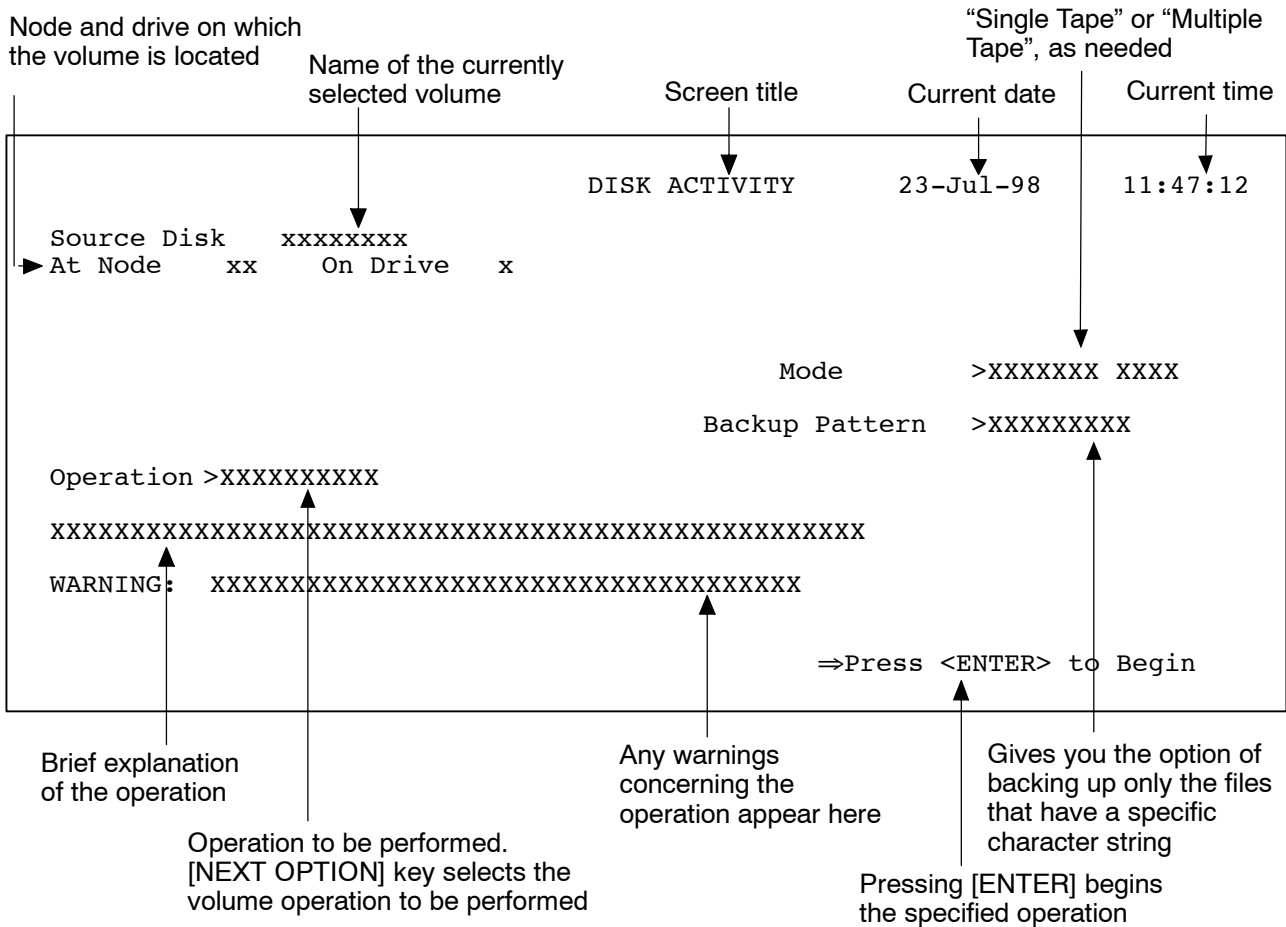 Node and drive on which
the volume is located
Name of the currently
selected volume
Screen title
Current date
“Single Tape” or “Multiple
Tape”, as needed
Current time
DISK ACTIVITY 23-Jul-98 11:47:12
Source Disk xxxxxxxx
At Node xx On Drive x
Mode >XXXXXXX XXXX
Backup Pattern >XXXXXXXXX
Operation >XXXXXXXXXX
XXXXXXXXXXXXXXXXXXXXXXXXXXXXXXXXXXXXXXXXXXXXXXXXXXX
WARNING: XXXXXXXXXXXXXXXXXXXXXXXXXXXXXXXXXXXXX
⇒Press <ENTER> to Begin
Brief explanation
of the operation
Operation to be performed.
[NEXT OPTION] key selects the
volume operation to be performed
Any warnings
concerning the
operation appear here
Gives you the option of
backing up only the files
that have a specific
character string
Pressing [ENTER] begins
the specified operation